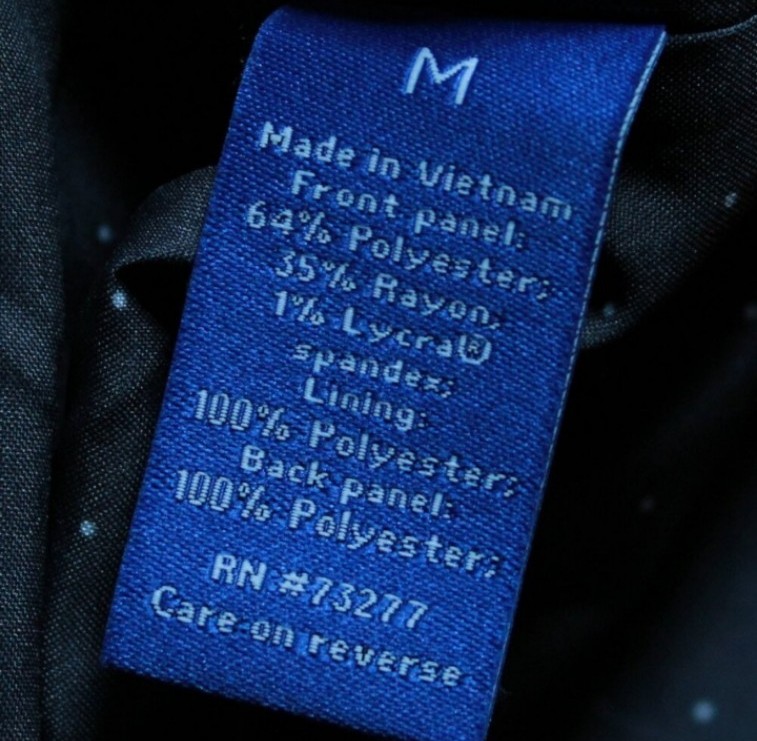 M
Made in Vietnam
Front panel:
64% Polyester;
35% Rayon;
1% Lycra®
spandex;
Lining:
100% Polyester;
Back panel:
100% Polyester;
RN #73277
Care on reverse